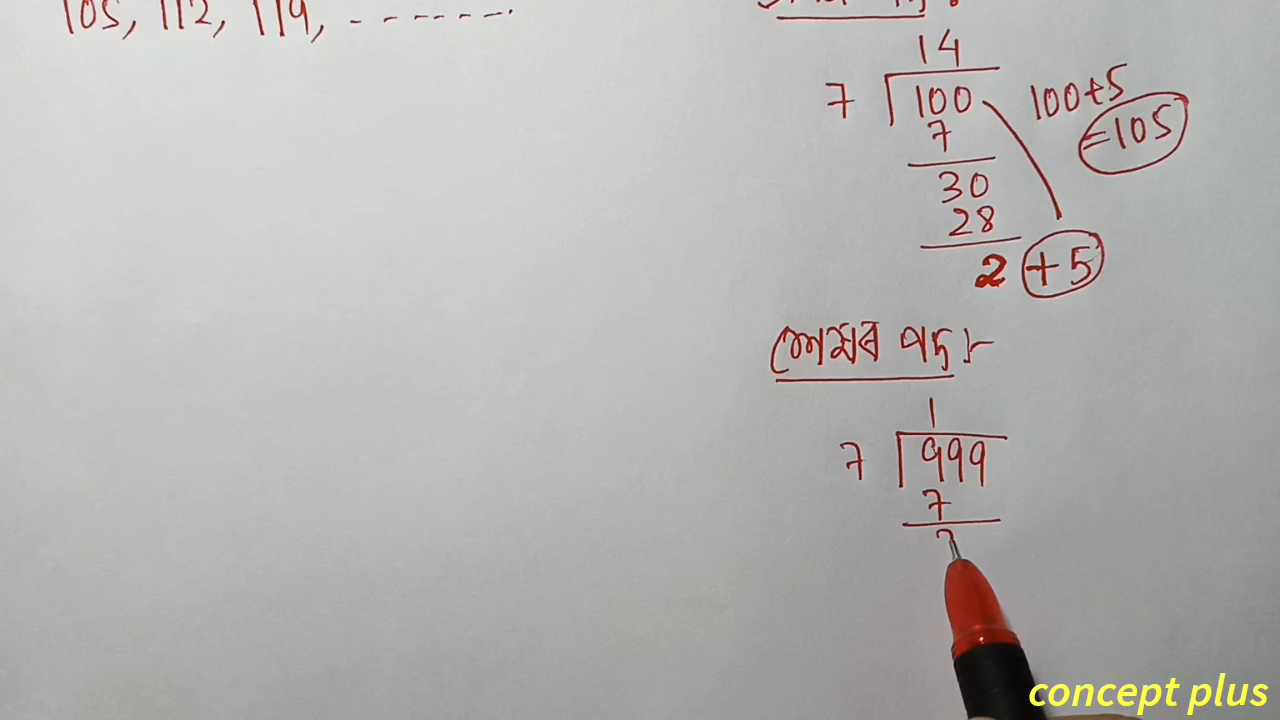 105, 112, 119, - - - - - - -.
14
7 100 100+5
7 =105
30
28
2 +5
শেষৰ পদ :-
1
7 999
7
2
concept plus